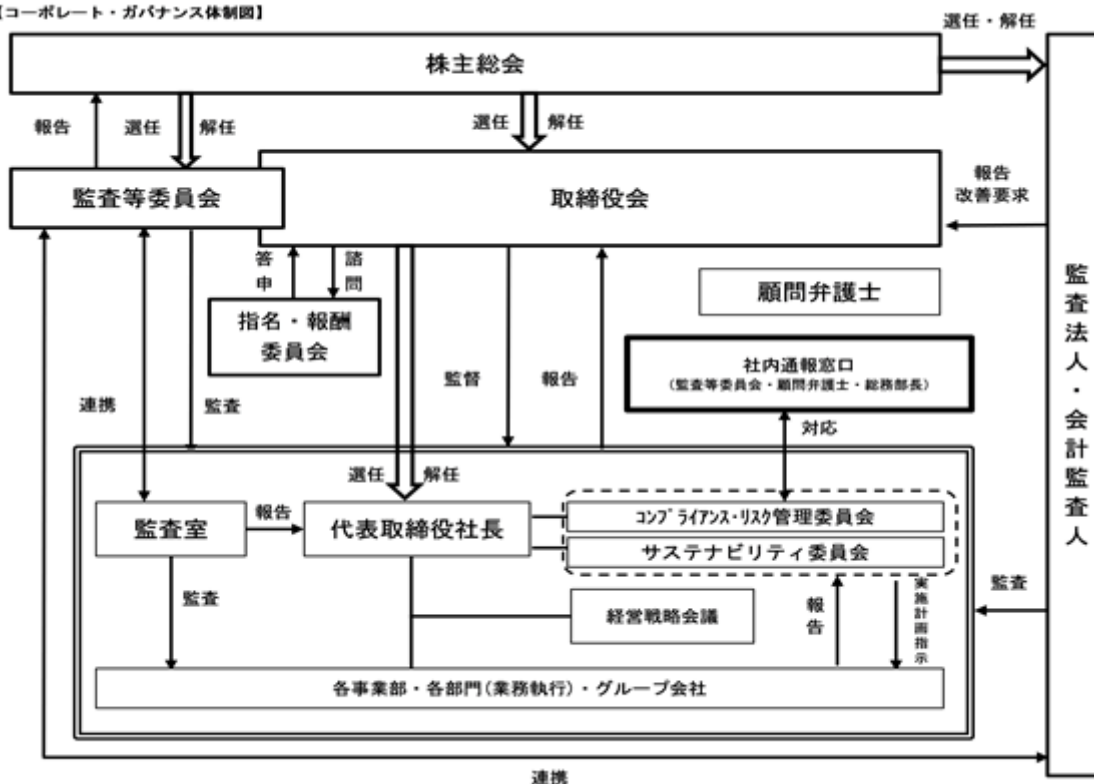 【コーポレート・ガバナンス体制図】
選任・解任
株主総会
報告
選任
解任
選任
解任
監査等委員会
取締役会
報告
改善要求
答申
諮問
顧問弁護士
指名・報酬
委員会
社内通報窓口
(監査等委員会・顧問弁護士・総務部長)
連携
監査
監督
報告
対応
選任
解任
監査室
報告
代表取締役社長
コンプライアンス・リスク管理委員会
サステナビリティ委員会
監査
経営戦略会議
報告
実施計画指示
監査
各事業部・各部門(業務執行)・グループ会社
連携
監査法人・会計監査人